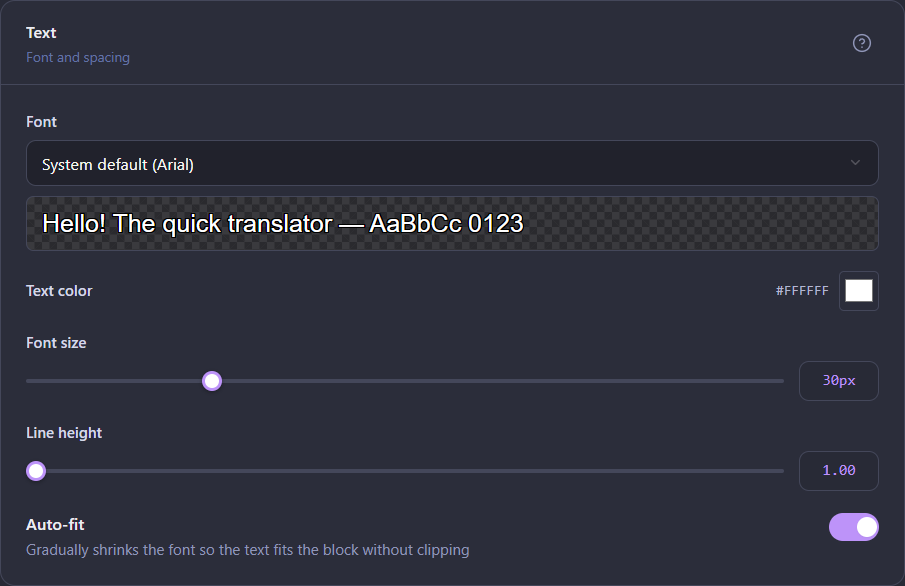 Text
Font and spacing
Font
System default (Arial)
Hello! The quick translator — AaBbCc 0123
Text color
#FFFFFF
Font size
30px
Line height
1.00
Auto-fit
Gradually shrinks the font so the text fits the block without clipping